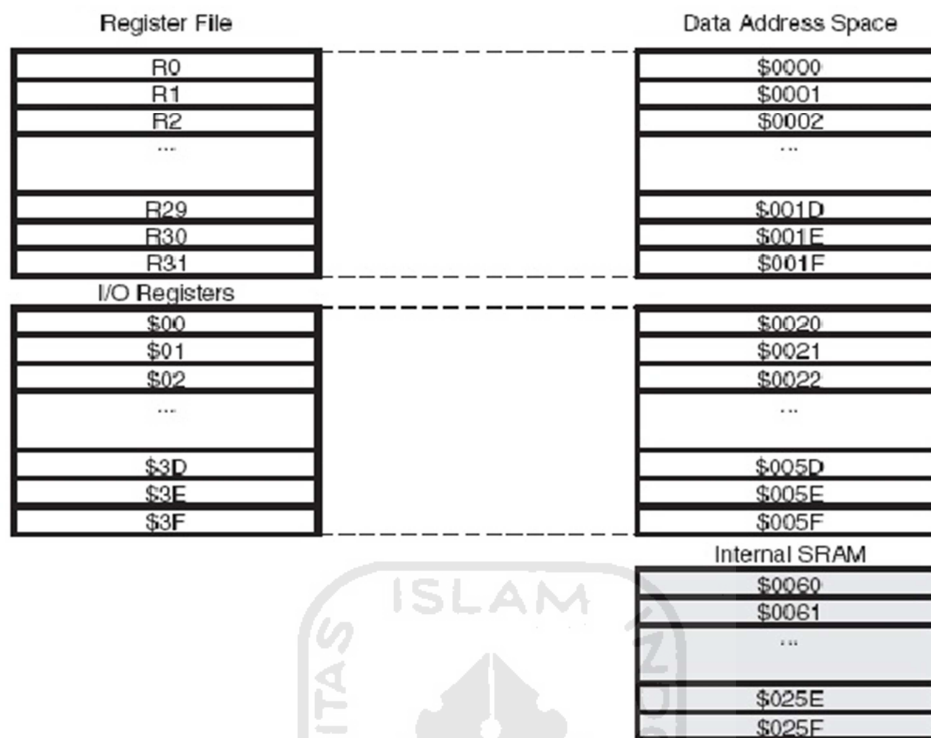 Register File
Data Address Space
R0
$0000
R1
$0001
R2
$0002
...
...
R29
$001D
R30
$001E
R31
$001F
I/O Registers
$00
$0020
$01
$0021
$02
$0022
...
...
$3D
$005D
$3E
$005E
$3F
$005F
Internal SRAM
$0060
$0061
...
$025E
$025F
ISLAM
ITAS